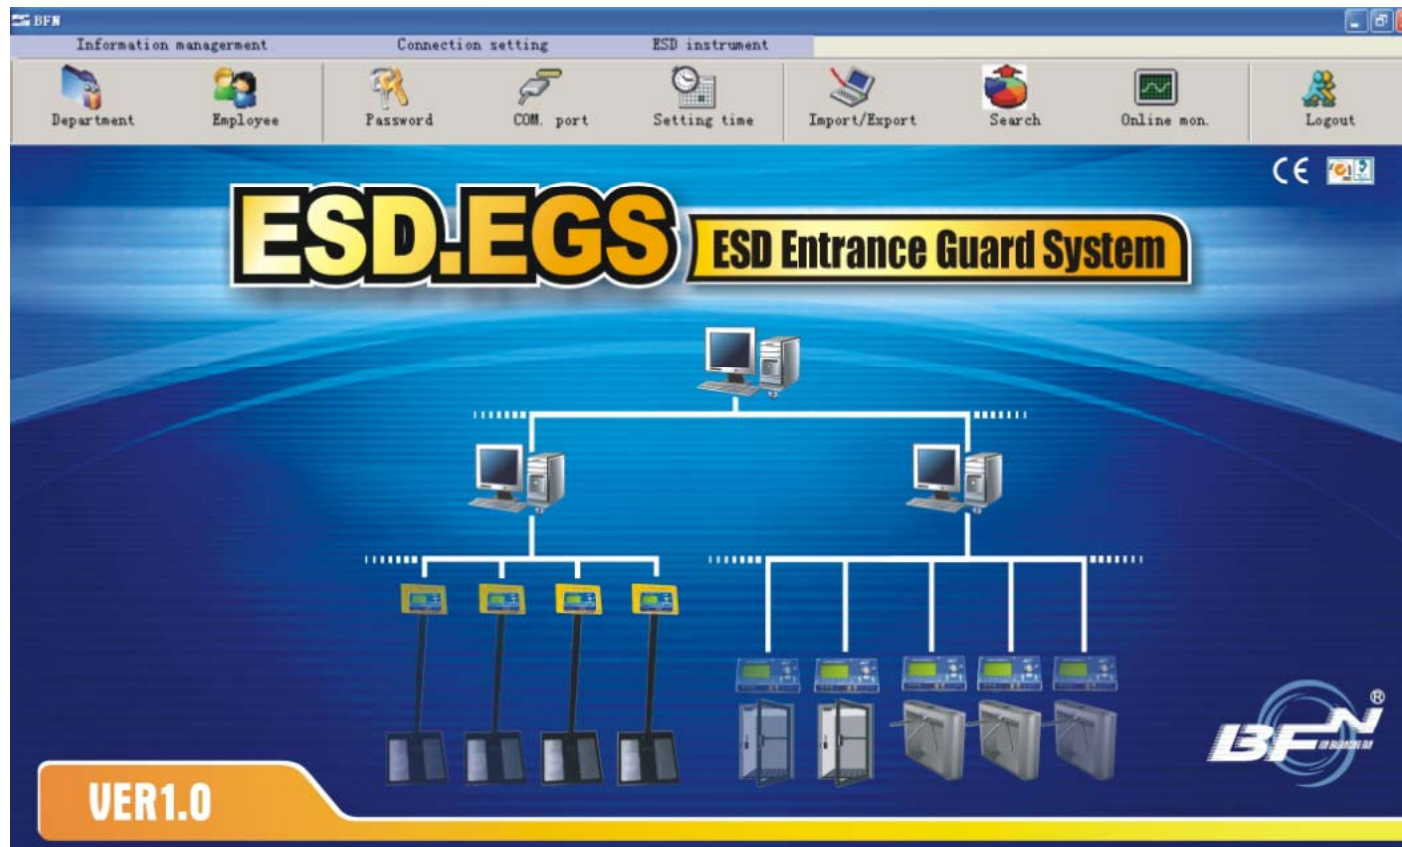 BFN
Information managerment Connection setting ESD instrument
Department Employee Password COM. port Setting time Import/Export Search Online mon. Logout
CE
ESD.EGS ESD Entrance Guard System
BFN®
VER1.0